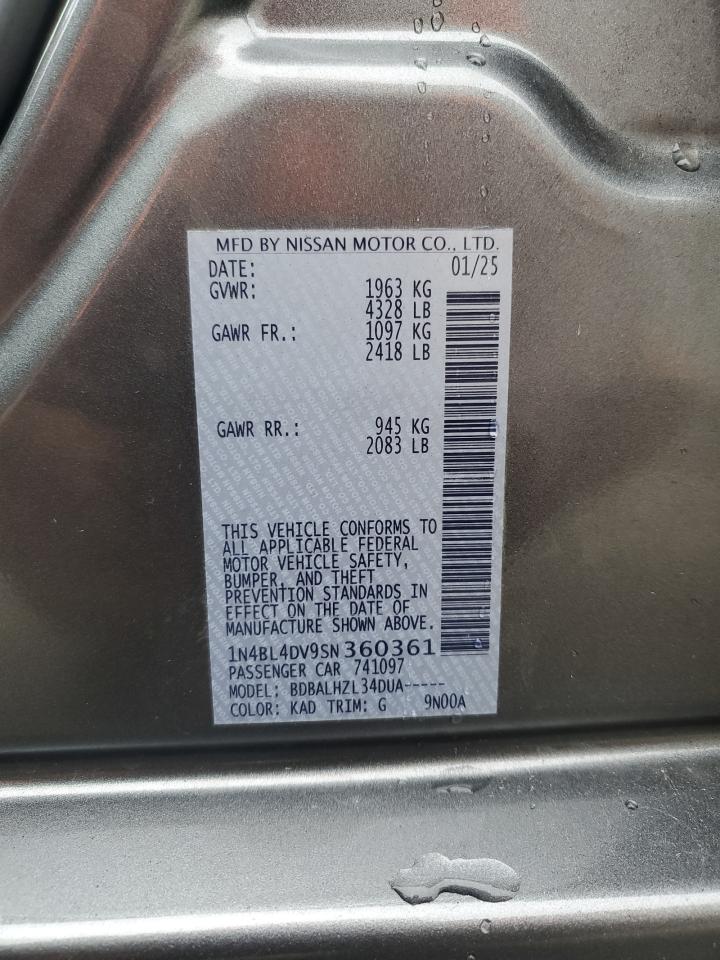 MFD BY NISSAN MOTOR CO., LTD.
DATE: 01/25
GVWR: 1963 KG
4328 LB
GAWR FR.: 1097 KG
2418 LB
GAWR RR.: 945 KG
2083 LB
THIS VEHICLE CONFORMS TO
ALL APPLICABLE FEDERAL
MOTOR VEHICLE SAFETY,
BUMPER, AND THEFT
PREVENTION STANDARDS IN
EFFECT ON THE DATE OF
MANUFACTURE SHOWN ABOVE.
1N4BL4DV9SN360361
PASSENGER CAR 741097
MODEL: BDBALHZL34DUA-----
COLOR: KAD TRIM: G 9N00A